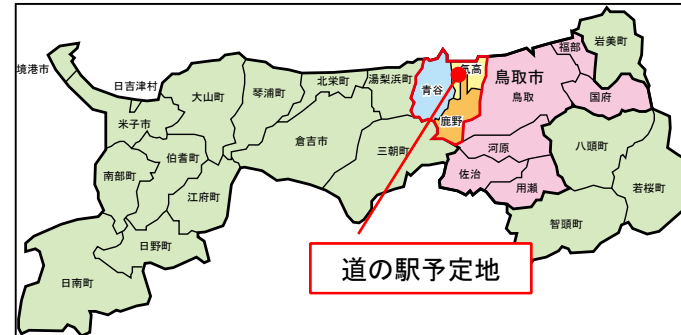 福部
岩美町
境港市
日吉津村
大山町
琴浦町
北栄町
湯梨浜町
青谷
気高
鳥取市
鳥取
国府
米子市
倉吉市
鹿野
伯耆町
三朝町
河原
八頭町
南部町
江府町
佐治
用瀬
若桜町
智頭町
日野町
日南町
道の駅予定地